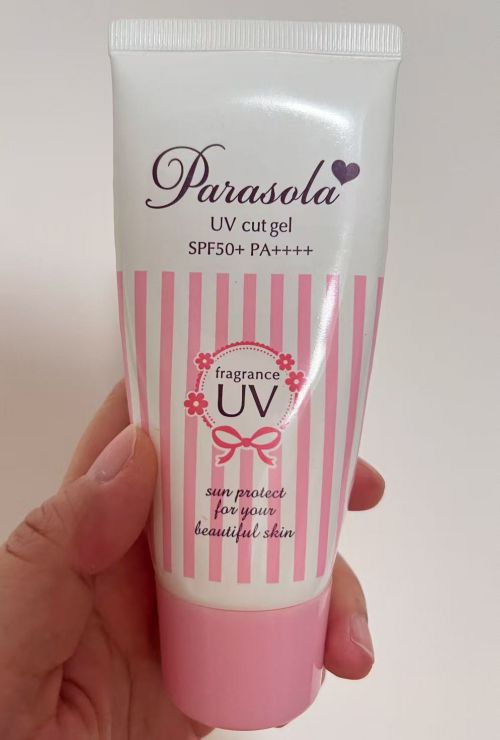 Parasola
UV cut gel
SPF50+ PA++++
fragrance
UV
sun protect
for your
beautiful skin